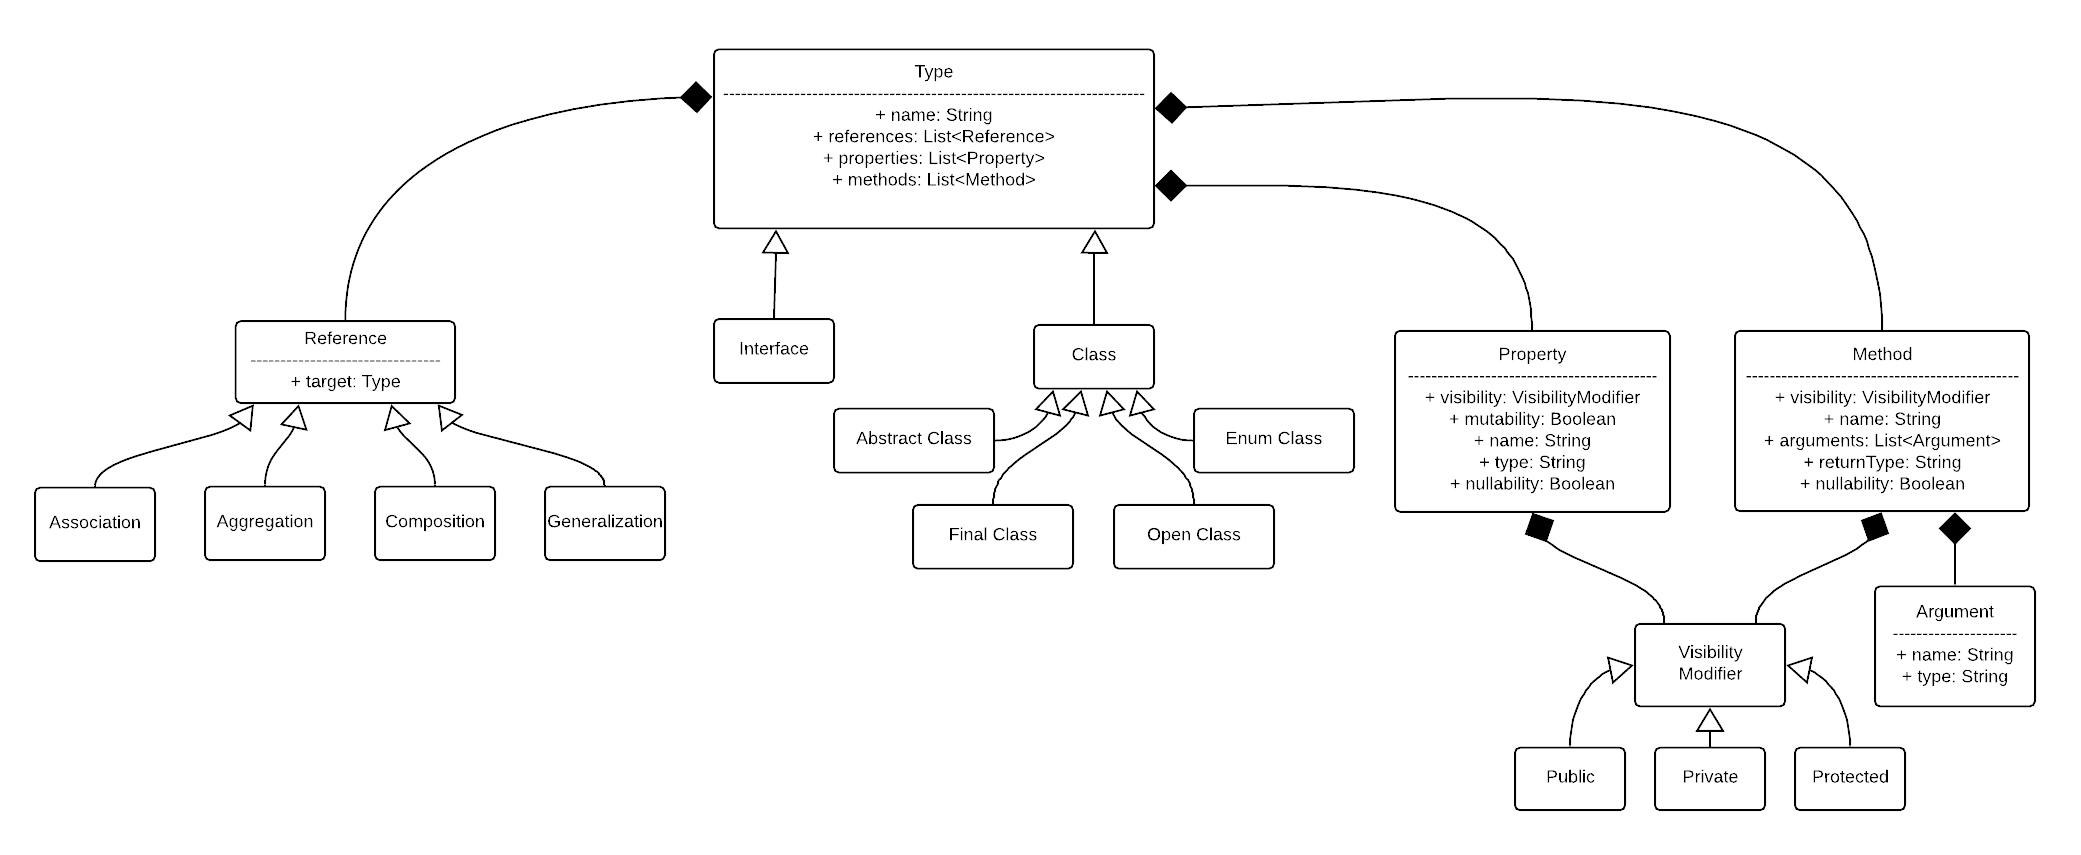 Type
+ name: String
+ references: List<Reference>
+ properties: List<Property>
+ methods: List<Method>
Reference
+ target: Type
Interface
Class
Property
+ visibility: VisibilityModifier
+ mutability: Boolean
+ name: String
+ type: String
+ nullability: Boolean
Method
+ visibility: VisibilityModifier
+ name: String
+ arguments: List<Argument>
+ returnType: String
+ nullability: Boolean
Abstract Class
Enum Class
Association
Aggregation
Composition
Generalization
Final Class
Open Class
Visibility
Modifier
Argument
+ name: String
+ type: String
Public
Private
Protected